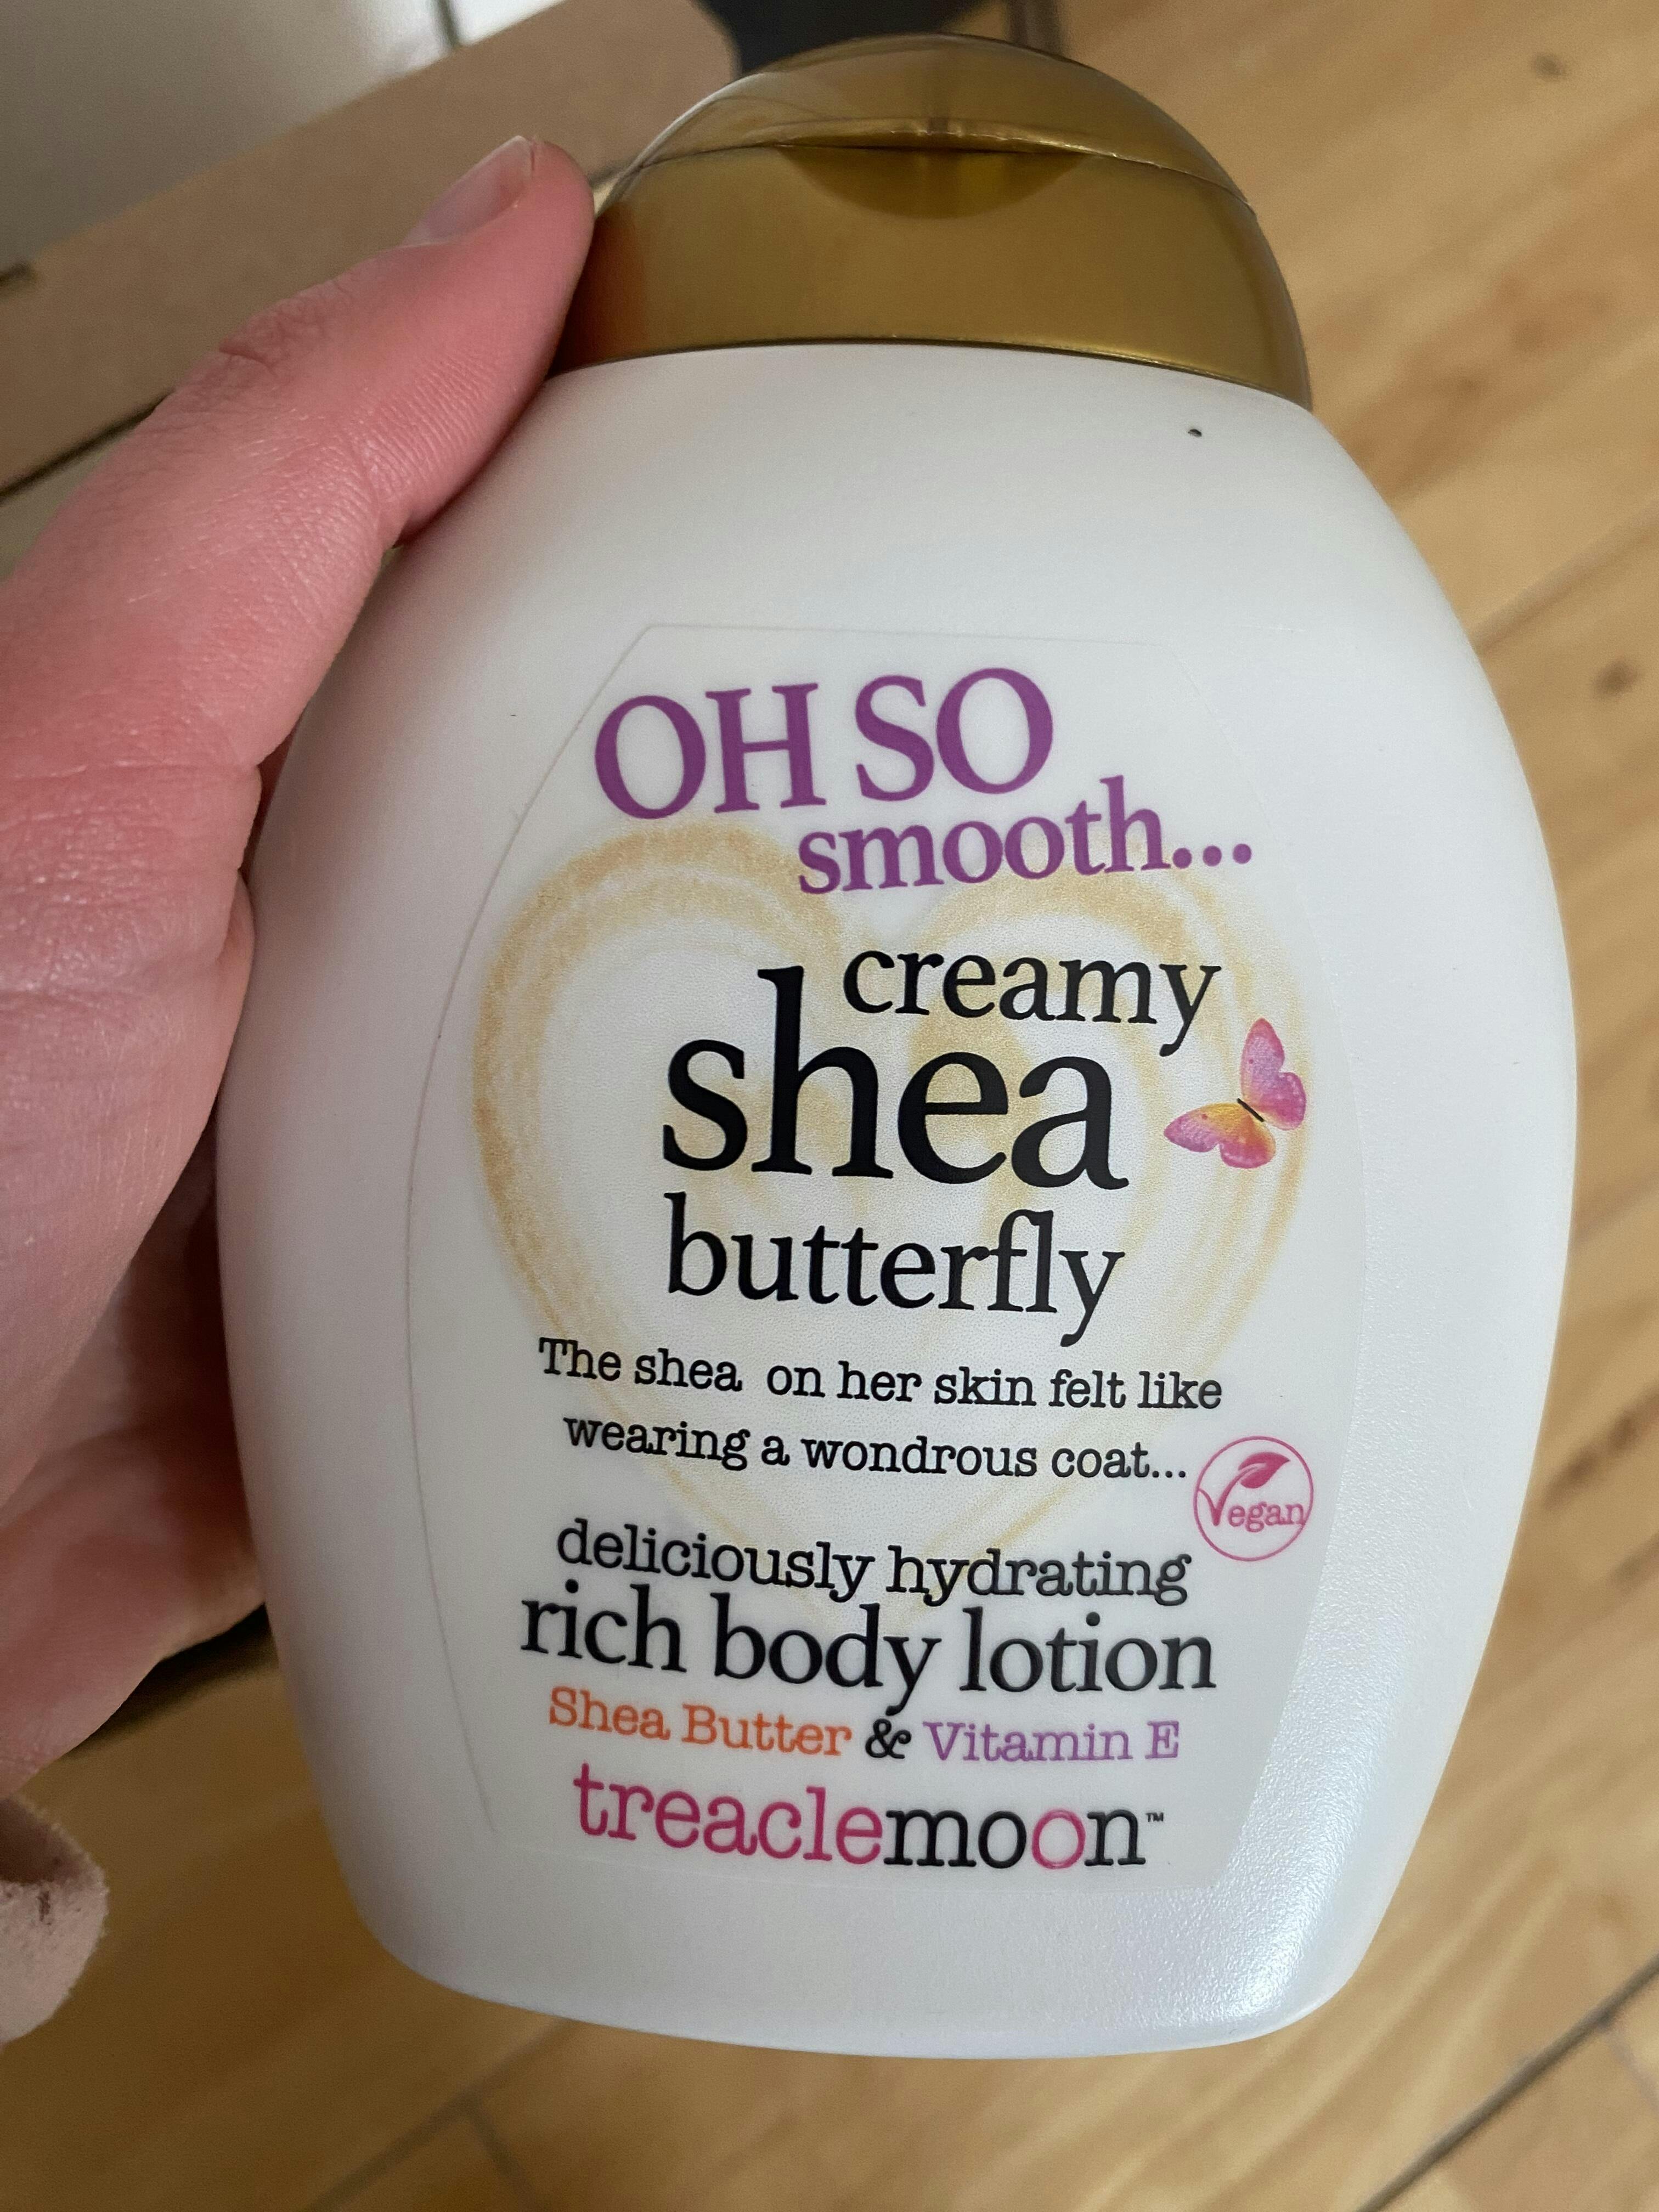 OH SO
smooth...
creamy
shea
butterfly
The shea on her skin felt like
wearing a wondrous coat...
Vegan
deliciously hydrating
rich body lotion
Shea Butter & Vitamin E
treaclemoon™